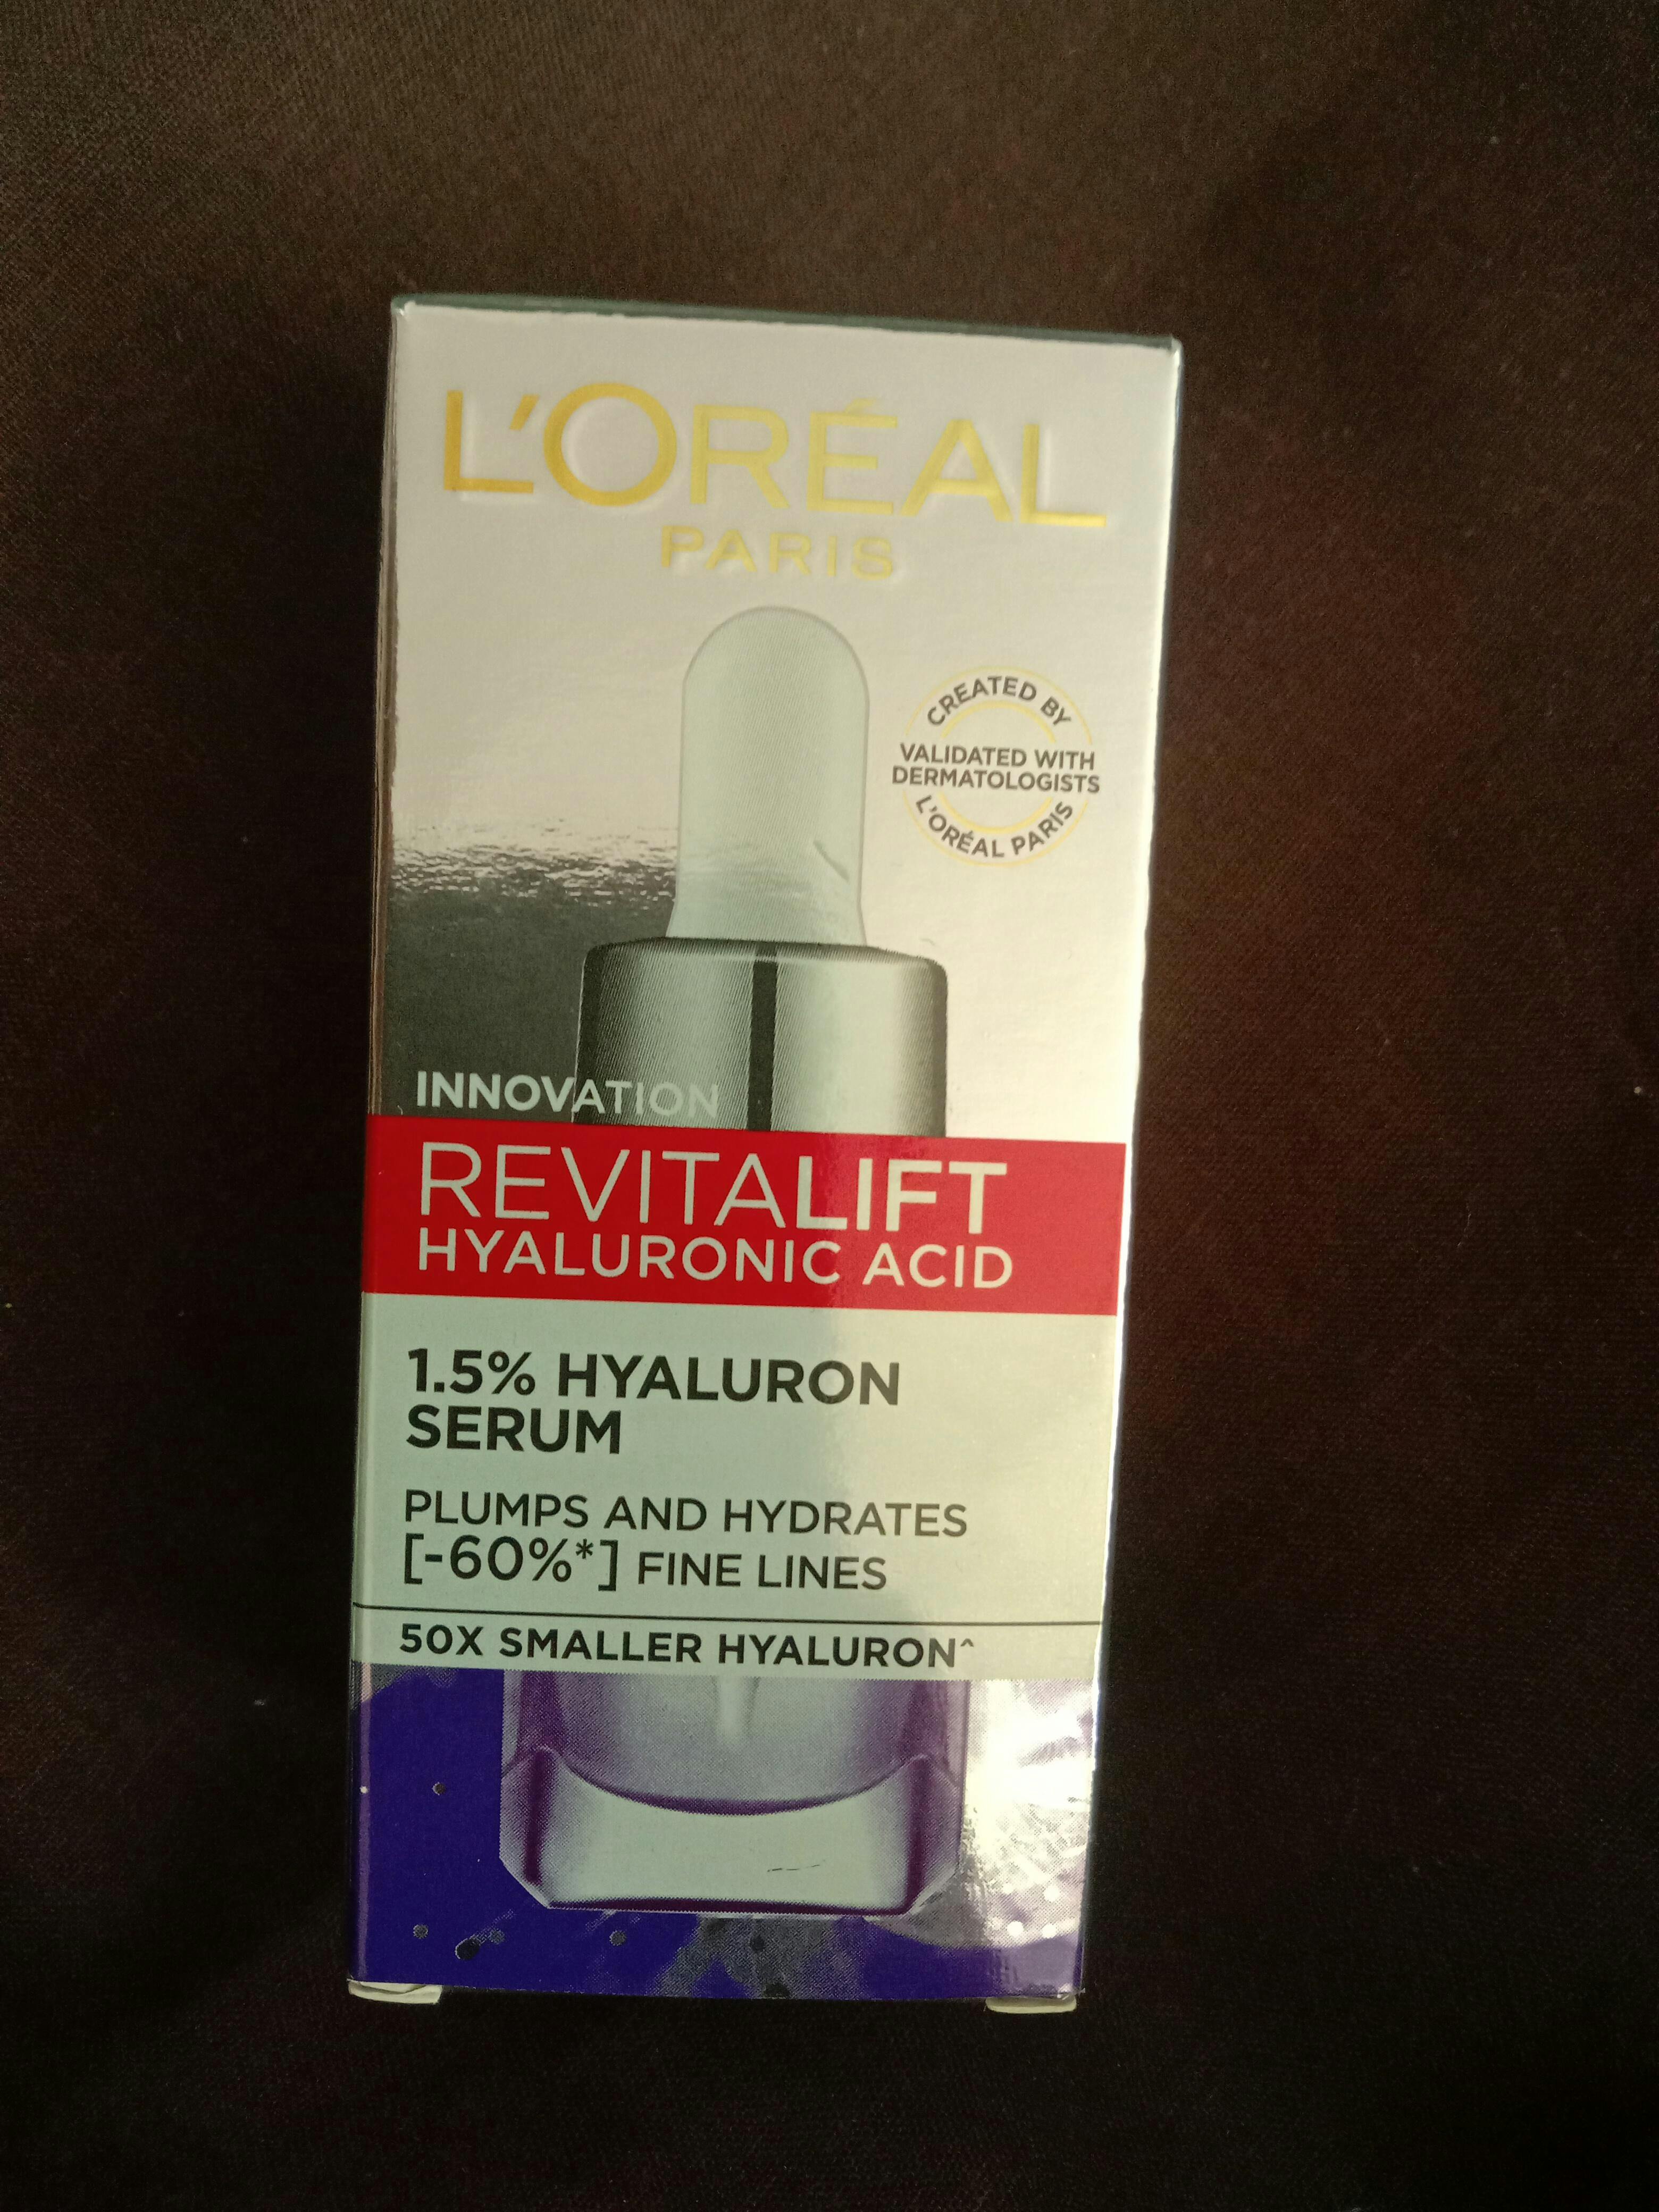 L'ORÉAL
PARIS
CREATED BY
VALIDATED WITH
DERMATOLOGISTS
L'ORÉAL PARIS
INNOVATION
REVITALIFT
HYALURONIC ACID
1.5% HYALURON
SERUM
PLUMPS AND HYDRATES
[-60%*] FINE LINES
50X SMALLER HYALURON^